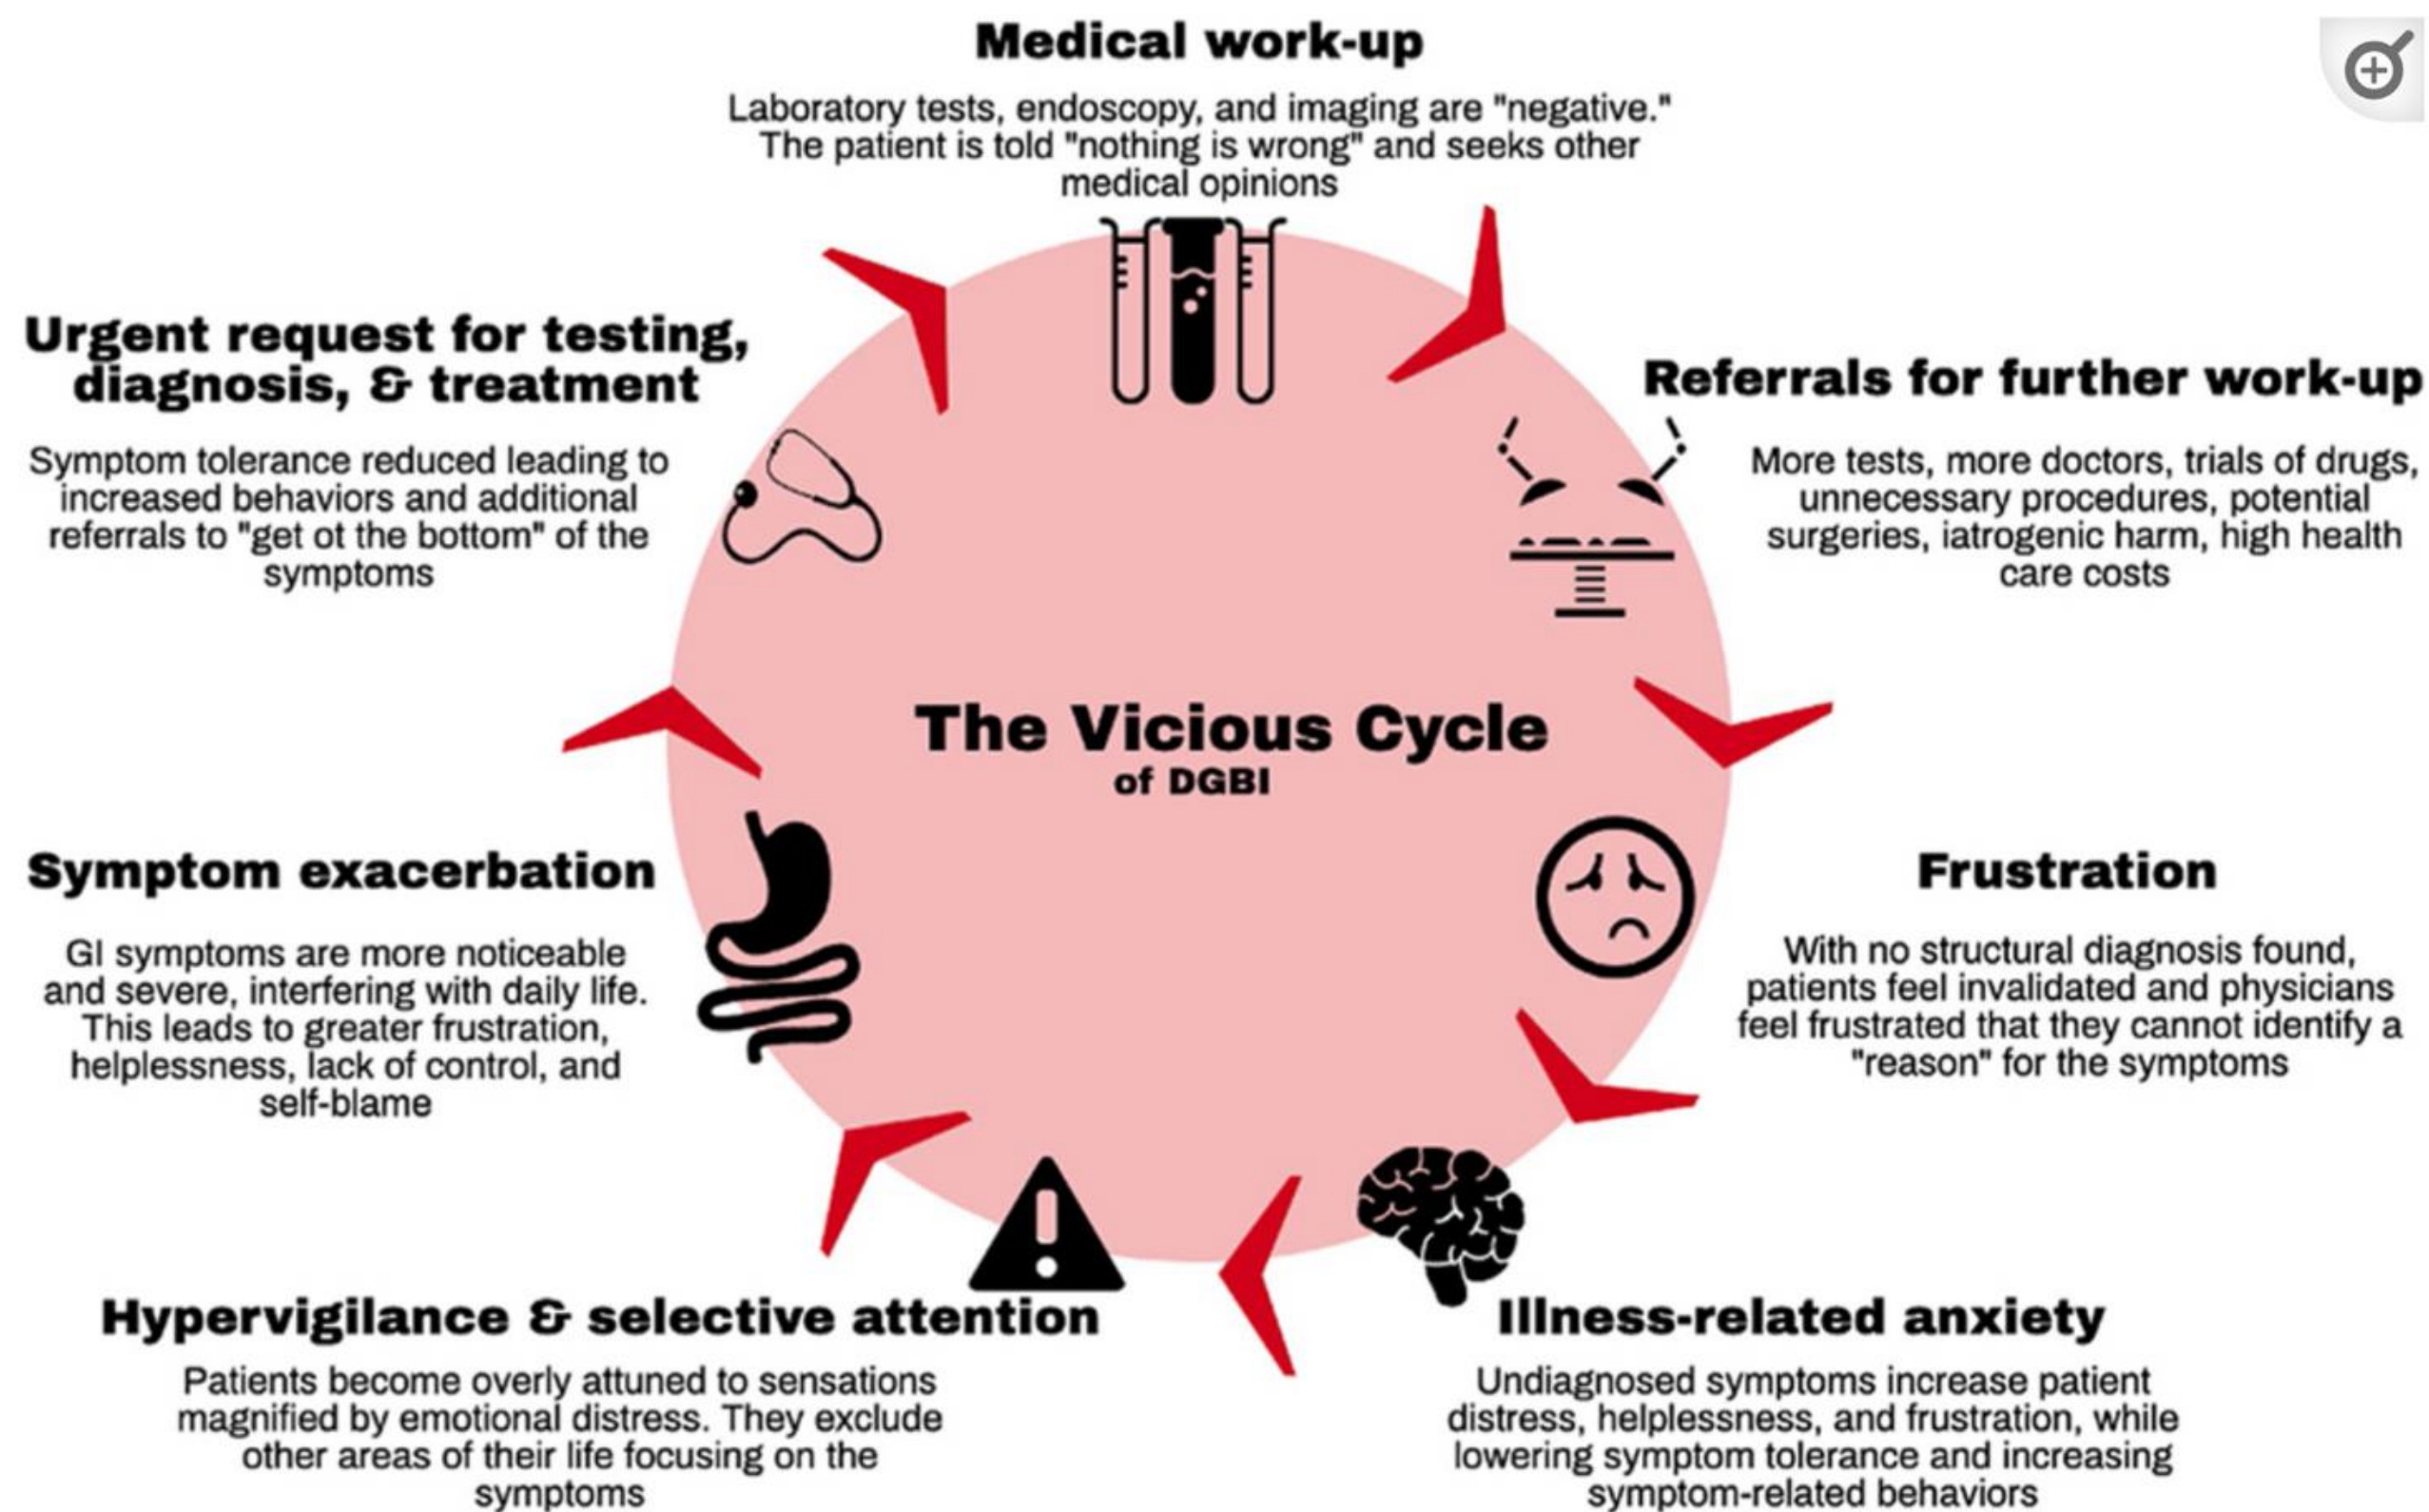 Medical work-up
Laboratory tests, endoscopy, and imaging are "negative."
The patient is told "nothing is wrong" and seeks other
medical opinions
Referrals for further work-up
More tests, more doctors, trials of drugs,
unnecessary procedures, potential
surgeries, iatrogenic harm, high health
care costs
Frustration
With no structural diagnosis found,
patients feel invalidated and physicians
feel frustrated that they cannot identify a
"reason" for the symptoms
Illness-related anxiety
Undiagnosed symptoms increase patient
distress, helplessness, and frustration, while
lowering symptom tolerance and increasing
symptom-related behaviors
Hypervigilance & selective attention
Patients become overly attuned to sensations
magnified by emotional distress. They exclude
other areas of their life focusing on the
symptoms
Symptom exacerbation
GI symptoms are more noticeable
and severe, interfering with daily life.
This leads to greater frustration,
helplessness, lack of control, and
self-blame
Urgent request for testing,
diagnosis, & treatment
Symptom tolerance reduced leading to
increased behaviors and additional
referrals to "get ot the bottom" of the
symptoms
The Vicious Cycle
of DGBI